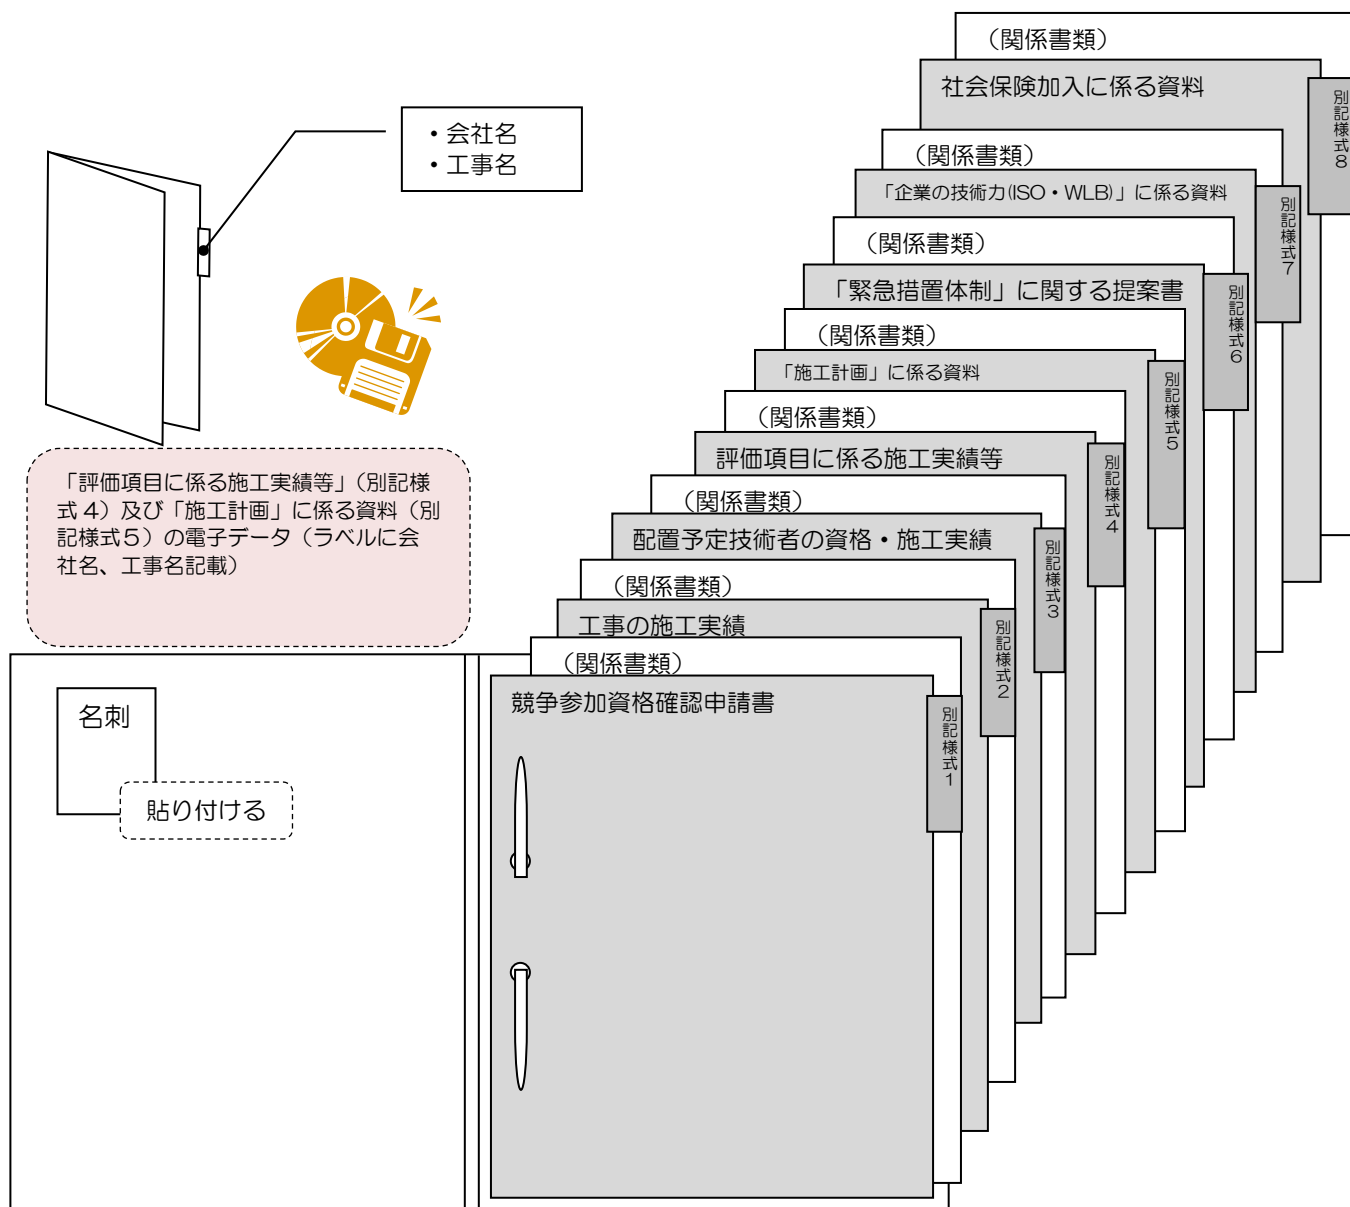 ・会社名
・工事名
「評価項目に係る施工実績等」（別記様
式４）及び「施工計画」に係る資料（別
記様式５）の電子データ（ラベルに会
社名、工事名記載）
名刺
貼り付ける
（関係書類）
社会保険加入に係る資料
別記様式８
（関係書類）
「企業の技術力(ISO・WLB)」に係る資料
別記様式７
（関係書類）
「緊急措置体制」に関する提案書
別記様式６
（関係書類）
「施工計画」に係る資料
別記様式５
（関係書類）
評価項目に係る施工実績等
別記様式４
（関係書類）
配置予定技術者の資格・施工実績
別記様式３
（関係書類）
工事の施工実績
別記様式２
（関係書類）
競争参加資格確認申請書
別記様式１